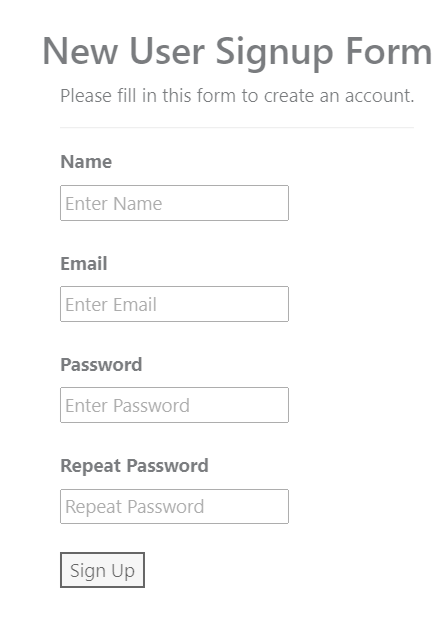 New User Signup Form
Please fill in this form to create an account.
Name
Enter Name
Email
Enter Email
Password
Enter Password
Repeat Password
Repeat Password
Sign Up